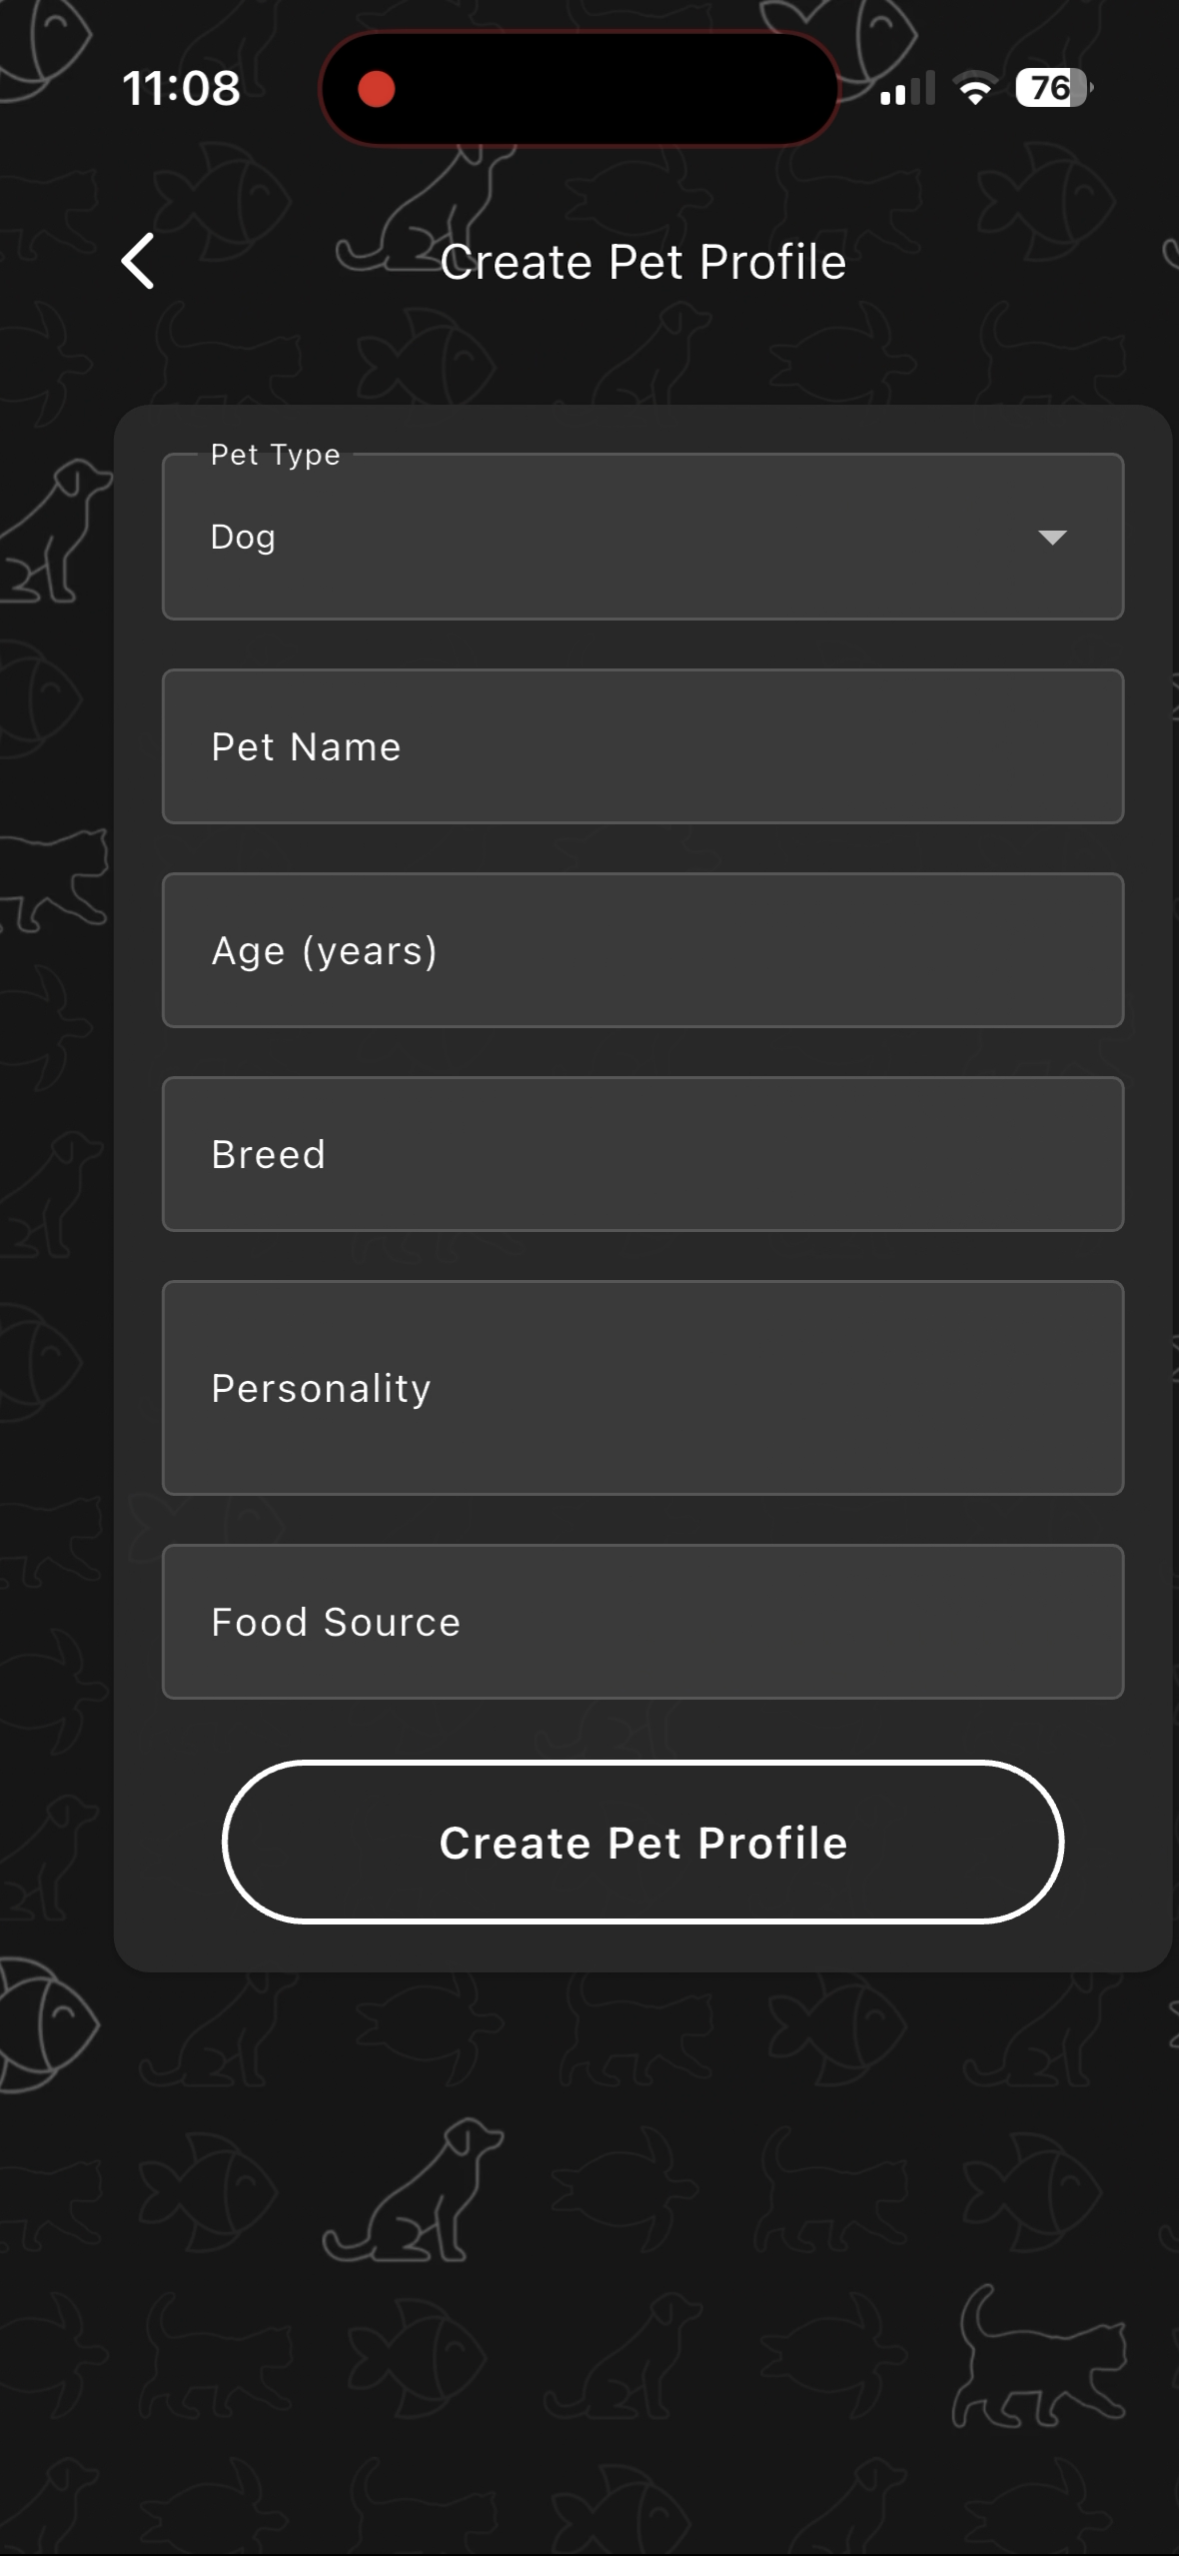 11:08
76
Create Pet Profile
Pet Type
Dog
Pet Name
Age (years)
Breed
Personality
Food Source
Create Pet Profile